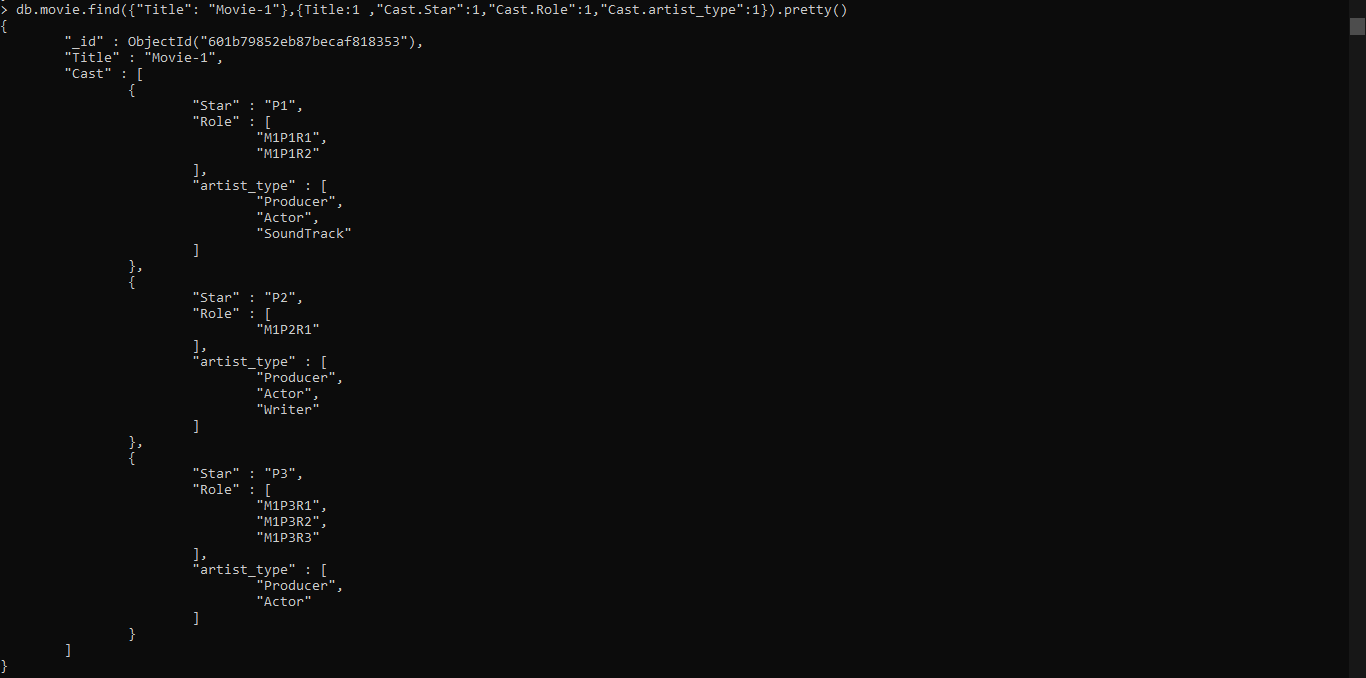 > db.movie.find({"Title": "Movie-1"},{Title:1 ,"Cast.Star":1,"Cast.Role":1,"Cast.artist_type":1}).pretty()
{
        "_id" : ObjectId("601b79852eb87becaf818353"),
        "Title" : "Movie-1",
        "Cast" : [
                {
                        "Star" : "P1",
                        "Role" : [
                                "M1P1R1",
                                "M1P1R2"
                        ],
                        "artist_type" : [
                                "Producer",
                                "Actor",
                                "SoundTrack"
                        ]
                },
                {
                        "Star" : "P2",
                        "Role" : [
                                "M1P2R1"
                        ],
                        "artist_type" : [
                                "Producer",
                                "Actor",
                                "Writer"
                        ]
                },
                {
                        "Star" : "P3",
                        "Role" : [
                                "M1P3R1",
                                "M1P3R2",
                                "M1P3R3"
                        ],
                        "artist_type" : [
                                "Producer",
                                "Actor"
                        ]
                }
        ]
}